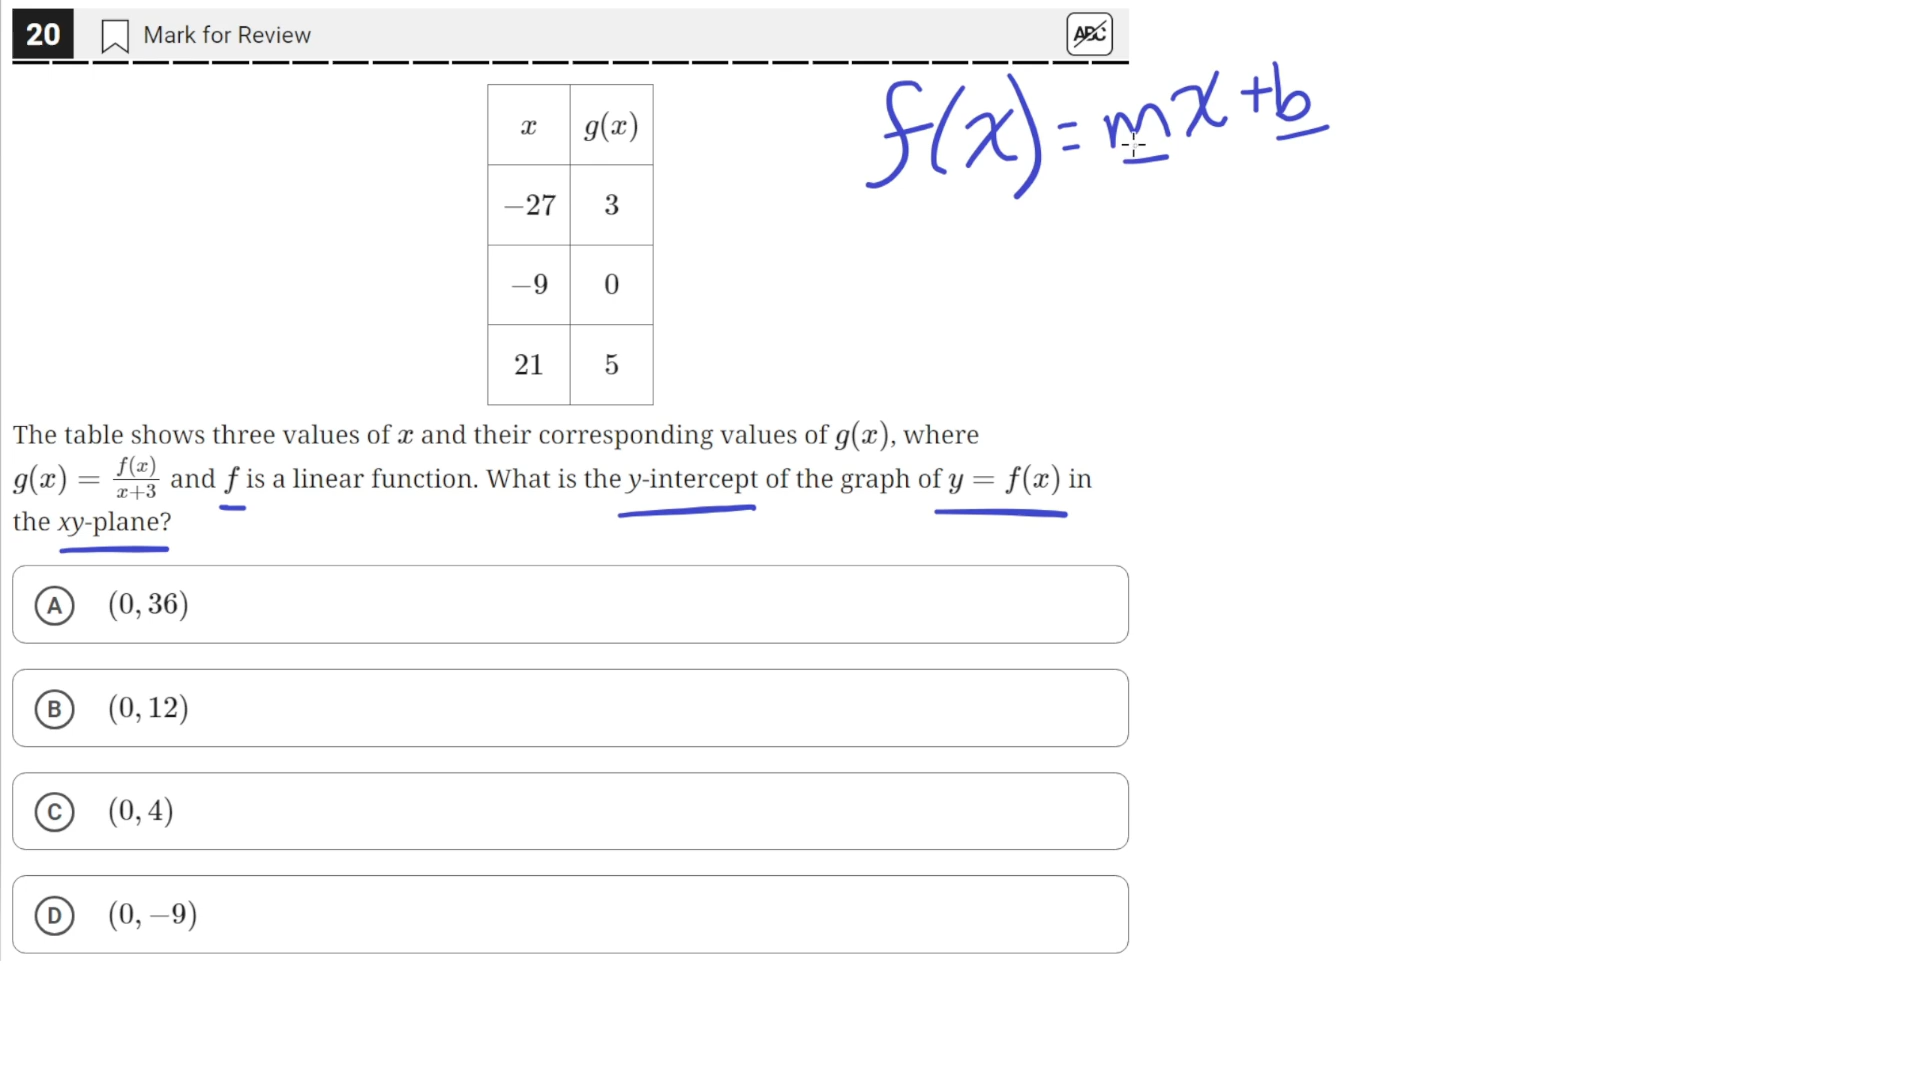 20 Mark for Review ABC
f(x) = mx + b
x g(x)
−27 3
−9 0
21 5
The table shows three values of x and their corresponding values of g(x), where
g(x) = f(x)/x+3 and f is a linear function. What is the y-intercept of the graph of y = f(x) in
the xy-plane?
A (0, 36)
B (0, 12)
C (0, 4)
D (0, −9)